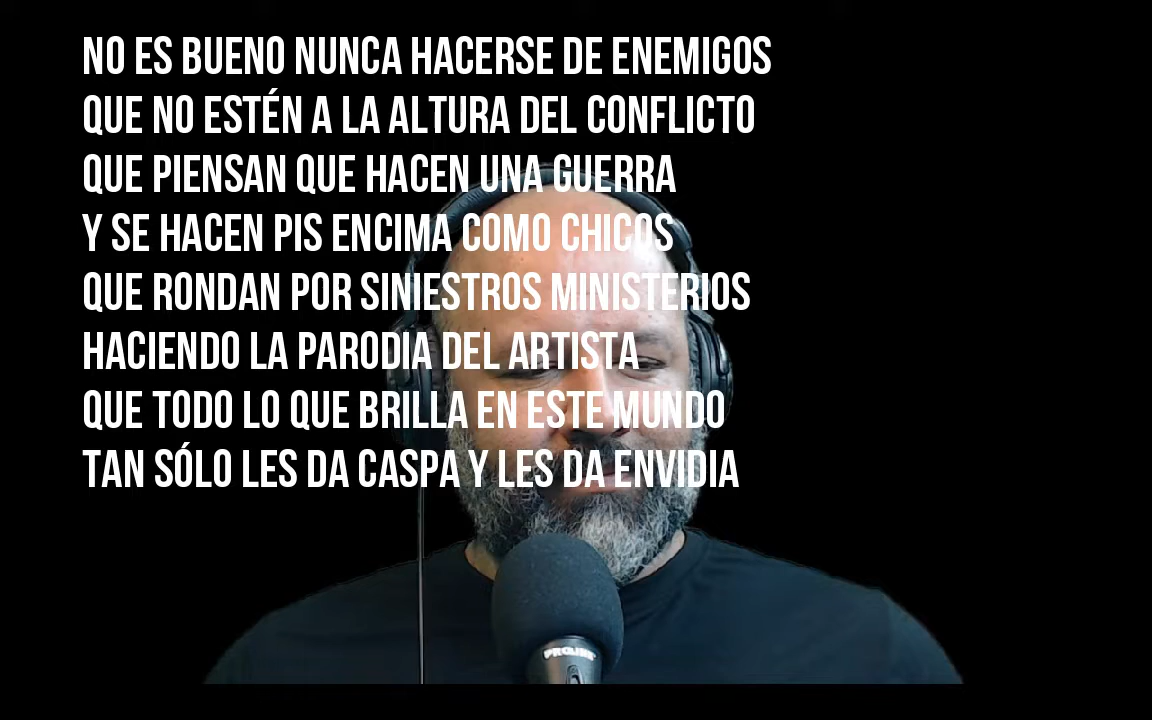 NO ES BUENO NUNCA HACERSE DE ENEMIGOS
QUE NO ESTÉN A LA ALTURA DEL CONFLICTO
QUE PIENSAN QUE HACEN UNA GUERRA
Y SE HACEN PIS ENCIMA COMO CHICOS
QUE RONDAN POR SINIESTROS MINISTERIOS
HACIENDO LA PARODIA DEL ARTISTA
QUE TODO LO QUE BRILLA EN ESTE MUNDO
TAN SÓLO LES DA CASPA Y LES DA ENVIDIA
PROLINE